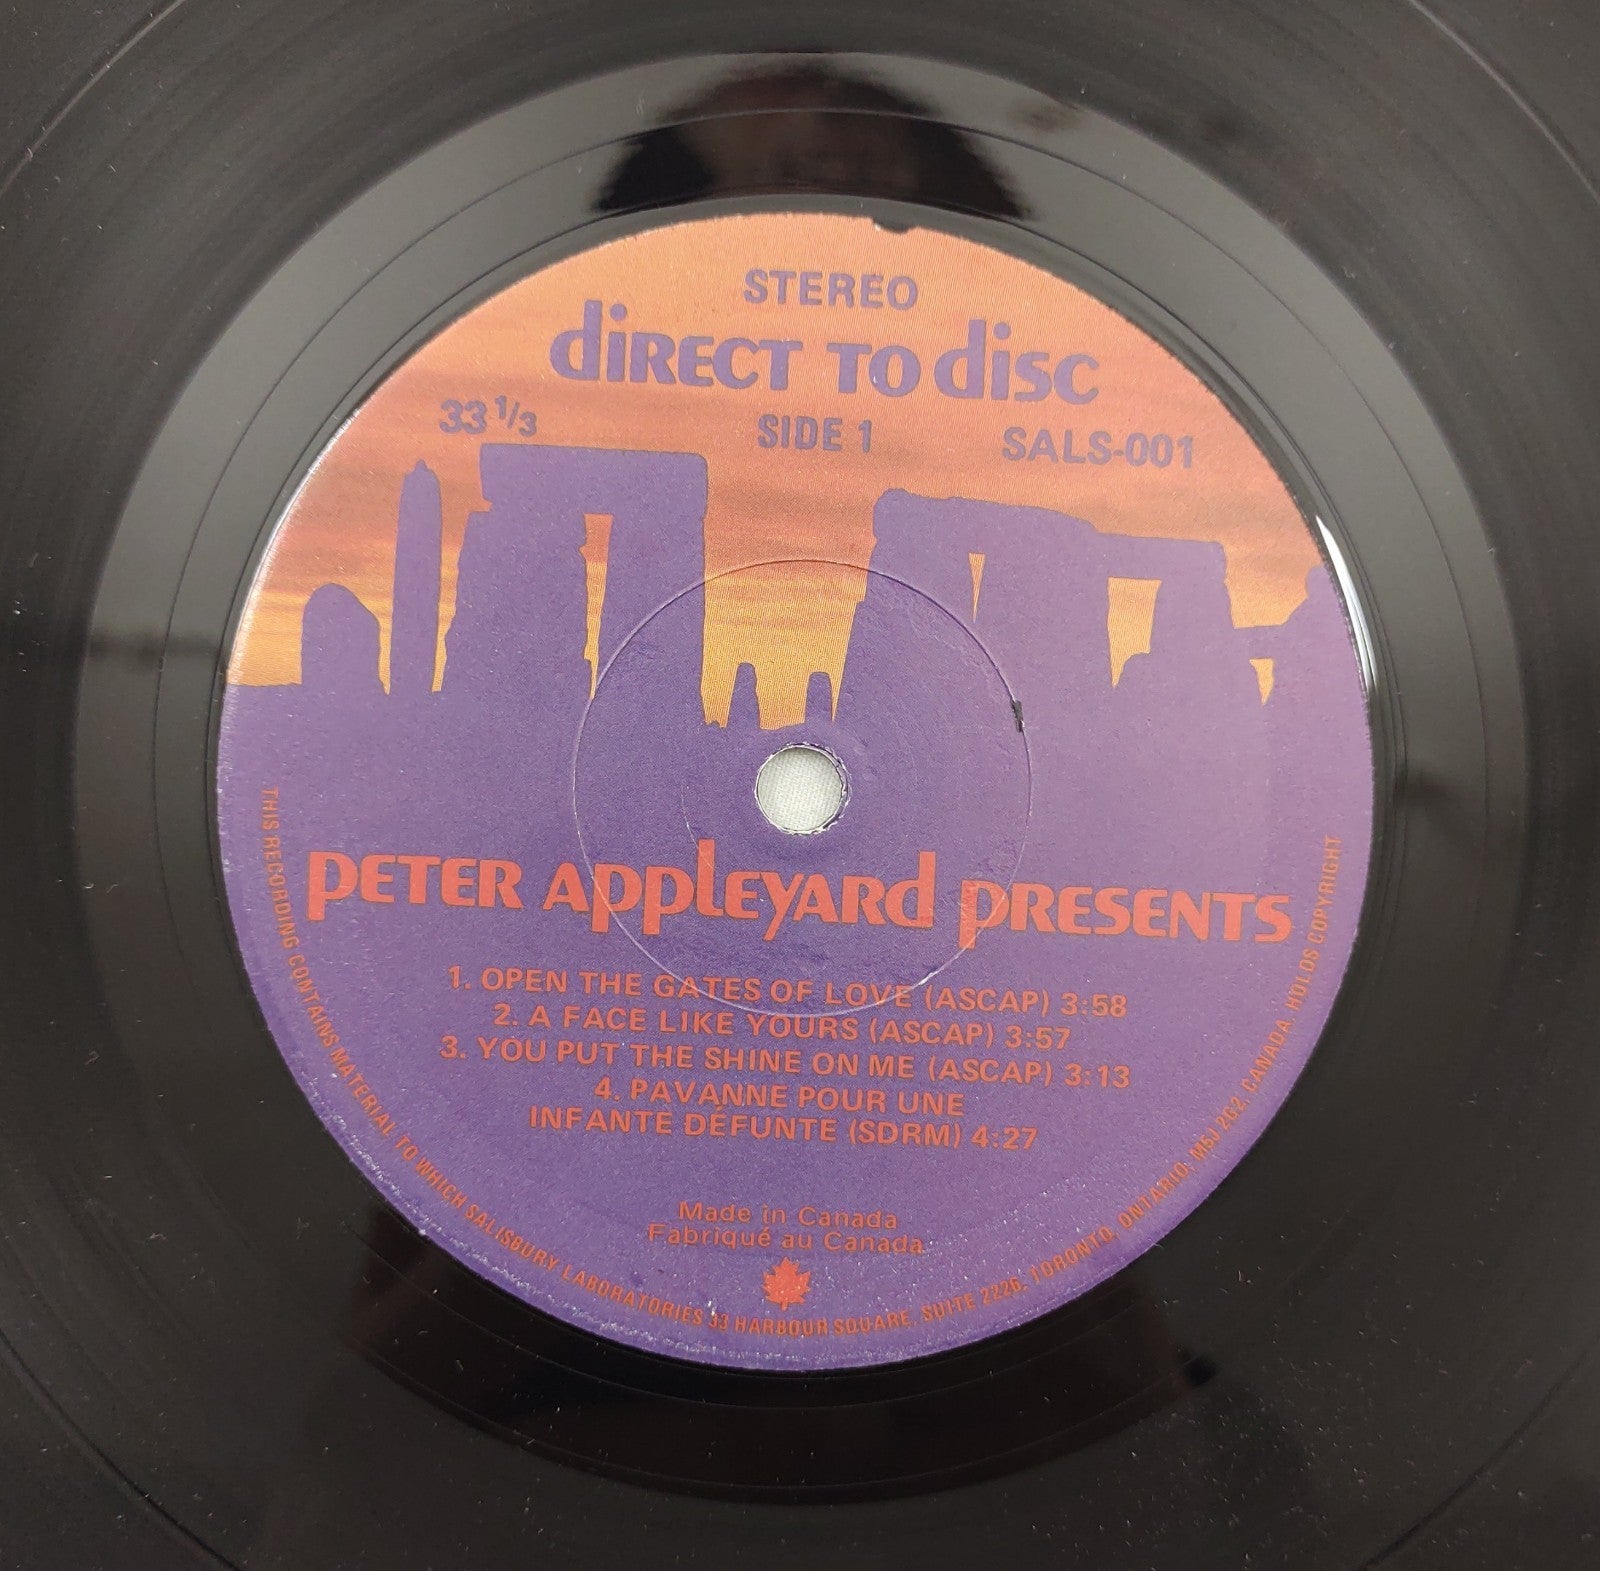 STEREO
diRECT TO disc
33 1/3 SIDE 1 SALS-001
PETER APPLEYARD PRESENTS
1. OPEN THE GATES OF LOVE (ASCAP) 3:58
2. A FACE LIKE YOURS (ASCAP) 3:57
3. YOU PUT THE SHINE ON ME (ASCAP) 3:13
4. PAVANNE POUR UNE
INFANTE DÉFUNTE (SDRM) 4:27
Made in Canada
Fabriqué au Canada
THIS RECORDING CONTAINS MATERIAL TO WHICH SALISBURY LABORATORIES 33 HARBOUR SQUARE, SUITE 2226, TORONTO, ONTARIO, M5J 2G2, CANADA, HOLDS COPYRIGHT